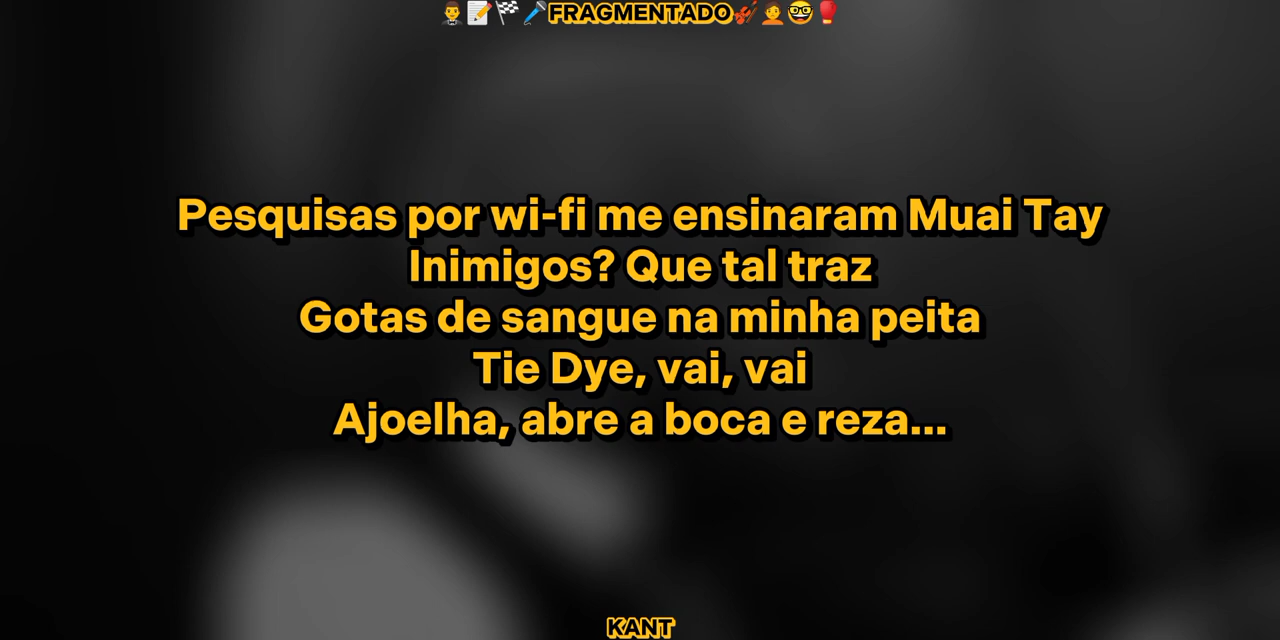 🤵‍♂️📝🏁🎤FRAGMENTADO🎻🙍🤓🥊
Pesquisas por wi-fi me ensinaram Muai Tay
Inimigos? Que tal traz
Gotas de sangue na minha peita
Tie Dye, vai, vai
Ajoelha, abre a boca e reza...
KANT